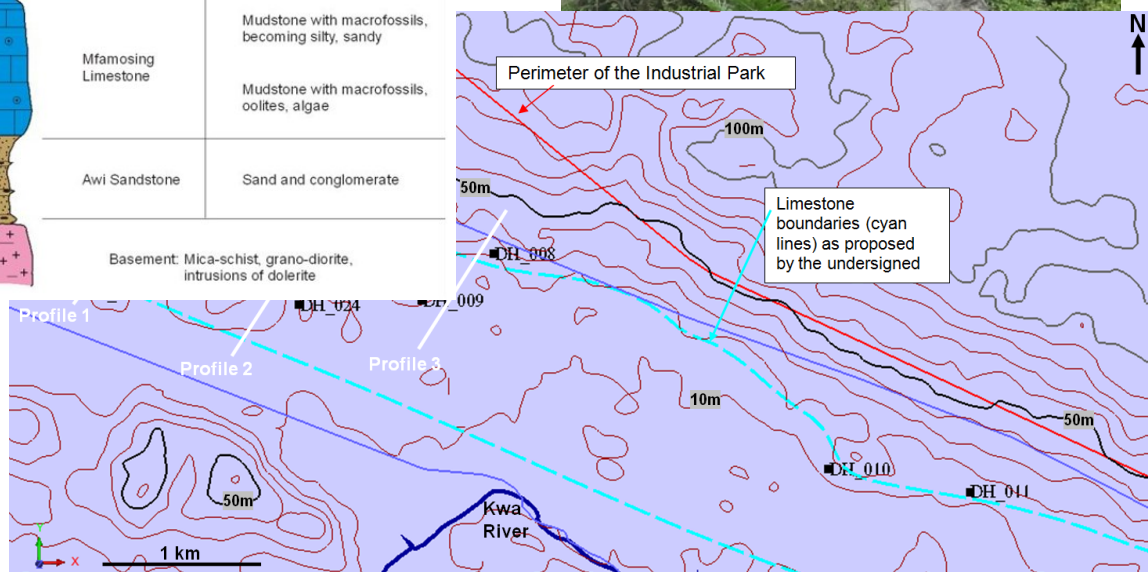 Mudstone with macrofossils,
becoming silty, sandy
Mfamosing
Limestone
Mudstone with macrofossils,
oolites, algae
Awi Sandstone
Sand and conglomerate
Basement: Mica-schist, grano-diorite,
intrusions of dolerite
N
Perimeter of the Industrial Park
100m
50m
Limestone
boundaries (cyan
lines) as proposed
by the undersigned
DH_008
DH_024
DH_009
Profile 1
Profile 2
Profile 3
10m
50m
DH_010
DH_011
50m
Kwa
River
Y
X
1 km